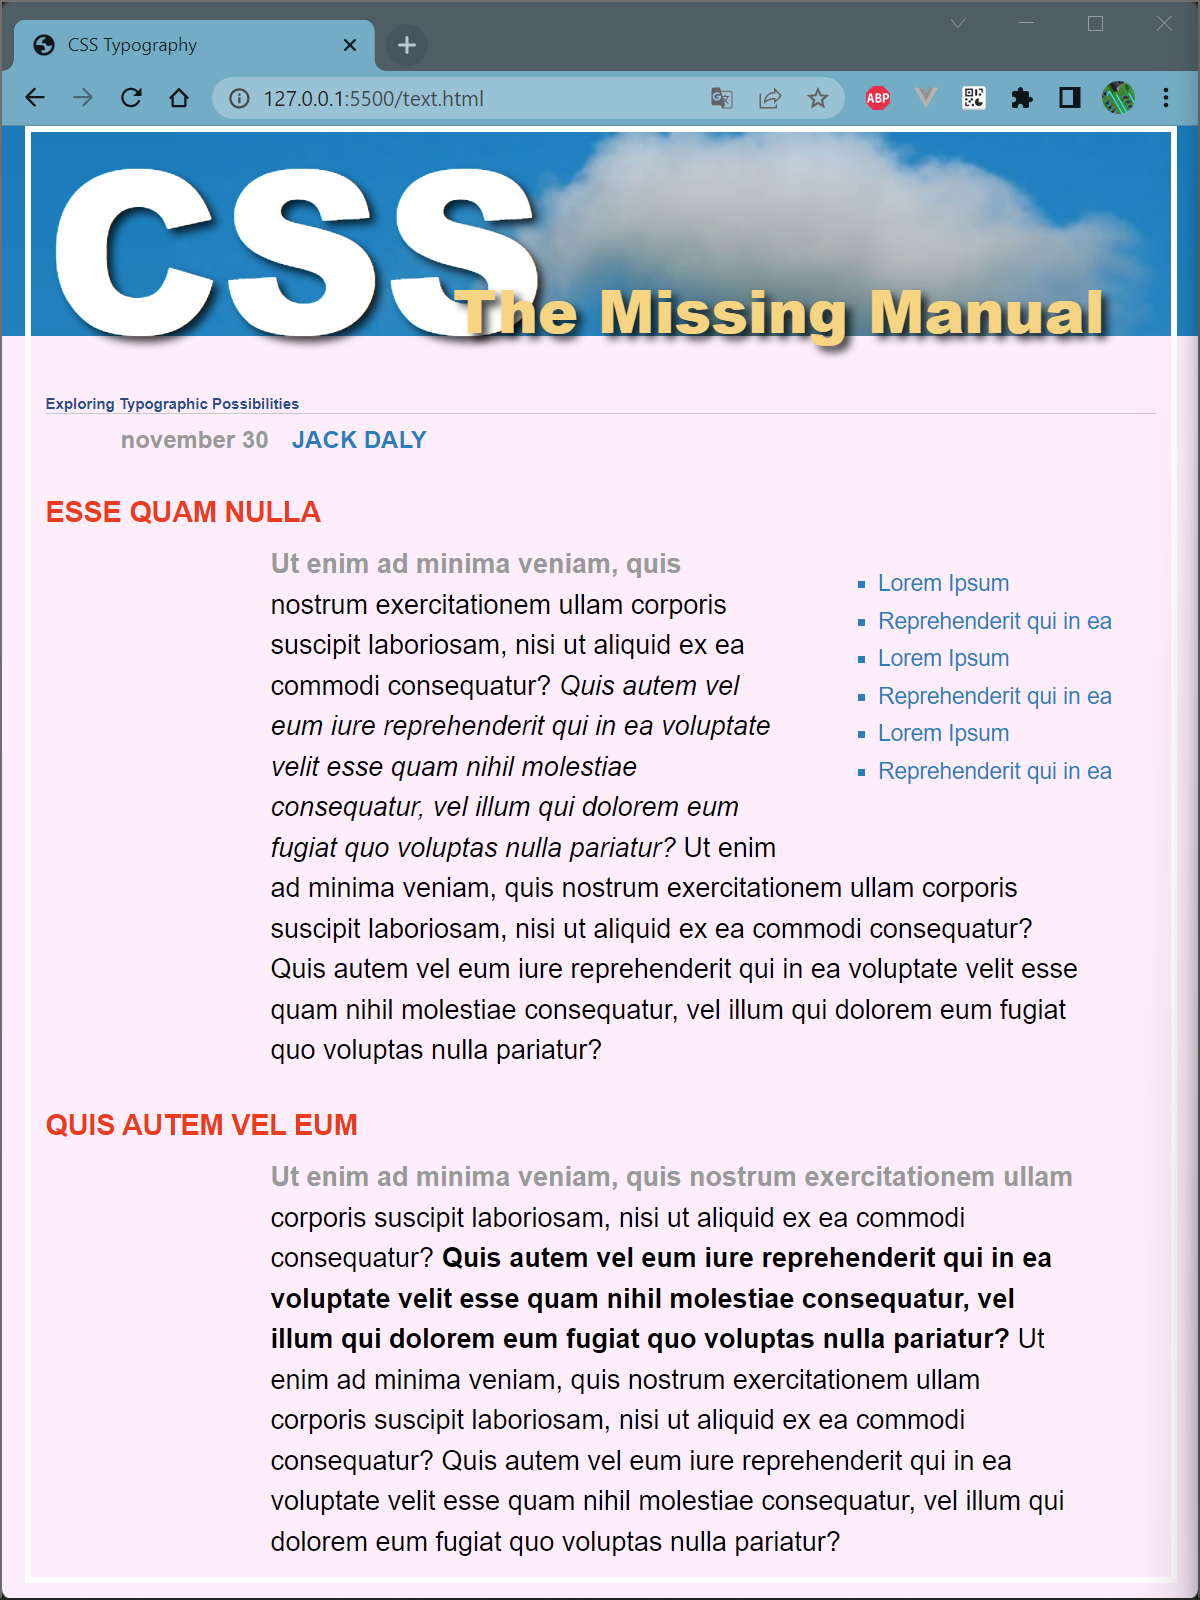 CSS Typography
127.0.0.1:5500/text.html
ABP
CSS
The Missing Manual
Exploring Typographic Possibilities
november 30 JACK DALY
ESSE QUAM NULLA
Ut enim ad minima veniam, quis
nostrum exercitationem ullam corporis
suscipit laboriosam, nisi ut aliquid ex ea
commodi consequatur? Quis autem vel
eum iure reprehenderit qui in ea voluptate
velit esse quam nihil molestiae
consequatur, vel illum qui dolorem eum
fugiat quo voluptas nulla pariatur? Ut enim
ad minima veniam, quis nostrum exercitationem ullam corporis
suscipit laboriosam, nisi ut aliquid ex ea commodi consequatur?
Quis autem vel eum iure reprehenderit qui in ea voluptate velit esse
quam nihil molestiae consequatur, vel illum qui dolorem eum fugiat
quo voluptas nulla pariatur?
Lorem Ipsum
Reprehenderit qui in ea
Lorem Ipsum
Reprehenderit qui in ea
Lorem Ipsum
Reprehenderit qui in ea
QUIS AUTEM VEL EUM
Ut enim ad minima veniam, quis nostrum exercitationem ullam
corporis suscipit laboriosam, nisi ut aliquid ex ea commodi
consequatur? Quis autem vel eum iure reprehenderit qui in ea
voluptate velit esse quam nihil molestiae consequatur, vel
illum qui dolorem eum fugiat quo voluptas nulla pariatur? Ut
enim ad minima veniam, quis nostrum exercitationem ullam
corporis suscipit laboriosam, nisi ut aliquid ex ea commodi
consequatur? Quis autem vel eum iure reprehenderit qui in ea
voluptate velit esse quam nihil molestiae consequatur, vel illum qui
dolorem eum fugiat quo voluptas nulla pariatur?